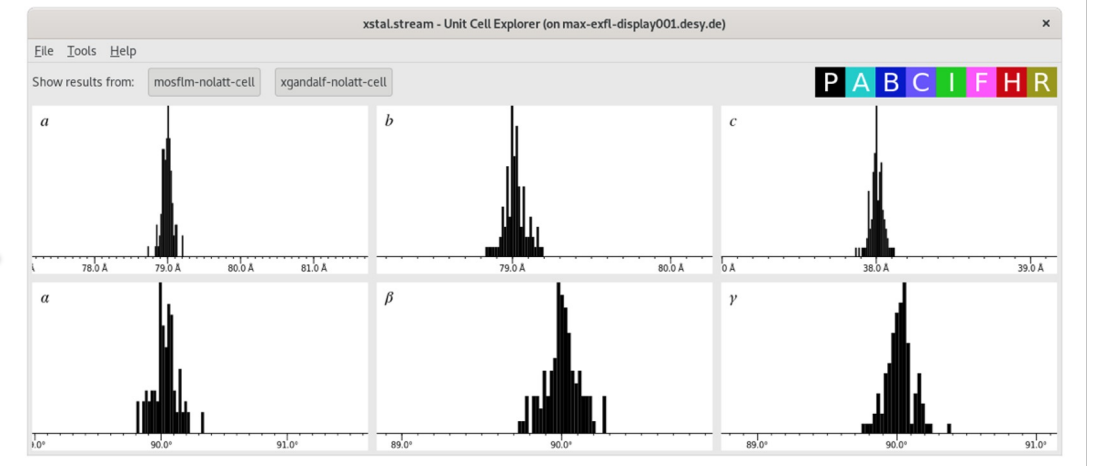 xstal.stream - Unit Cell Explorer (on max-exfl-display001.desy.de) ×
File Tools Help
Show results from: mosflm-nolatt-cell xgandalf-nolatt-cell P A B C I F H R
a b c
78.0 Å 79.0 Å 80.0 Å 81.0 Å 79.0 Å 80.0 Å 0 Å 38.0 Å 39.0 Å
α β γ
.0° 90.0° 91.0° 89.0° 90.0° 89.0° 90.0° 91.0°